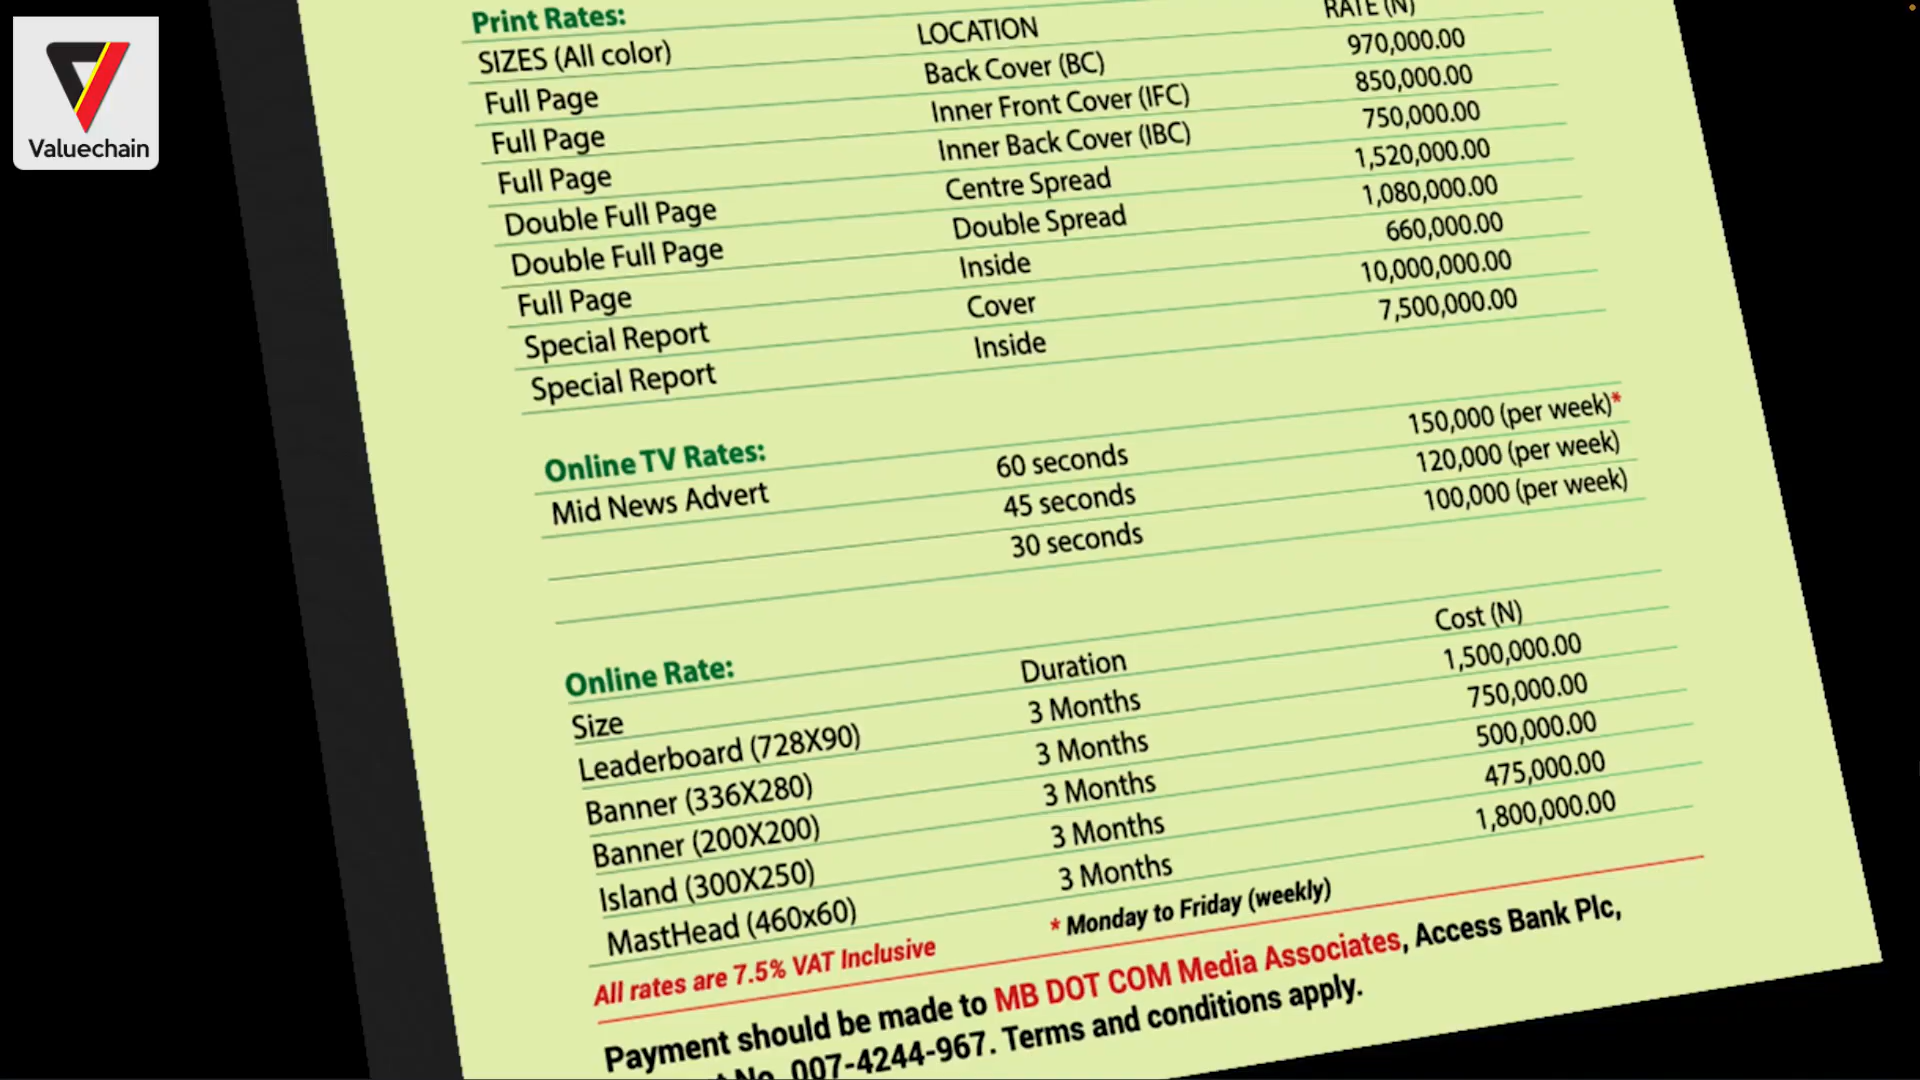 Valuechain
Print Rates:
SIZES (All color) LOCATION RATE (N)
Full Page Back Cover (BC) 970,000.00
Full Page Inner Front Cover (IFC) 850,000.00
Full Page Inner Back Cover (IBC) 750,000.00
Double Full Page Centre Spread 1,520,000.00
Double Full Page Double Spread 1,080,000.00
Full Page Inside 660,000.00
Special Report Cover 10,000,000.00
Special Report Inside 7,500,000.00
Online TV Rates:
Mid News Advert 60 seconds 150,000 (per week)*
45 seconds 120,000 (per week)
30 seconds 100,000 (per week)
Online Rate:
Size Duration Cost (N)
Leaderboard (728X90) 3 Months 1,500,000.00
Banner (336X280) 3 Months 750,000.00
Banner (200X200) 3 Months 500,000.00
Island (300X250) 3 Months 475,000.00
MastHead (460x60) 3 Months 1,800,000.00
All rates are 7.5% VAT Inclusive * Monday to Friday (weekly)
Payment should be made to MB DOT COM Media Associates, Access Bank Plc,
No. 007-4244-967. Terms and conditions apply.